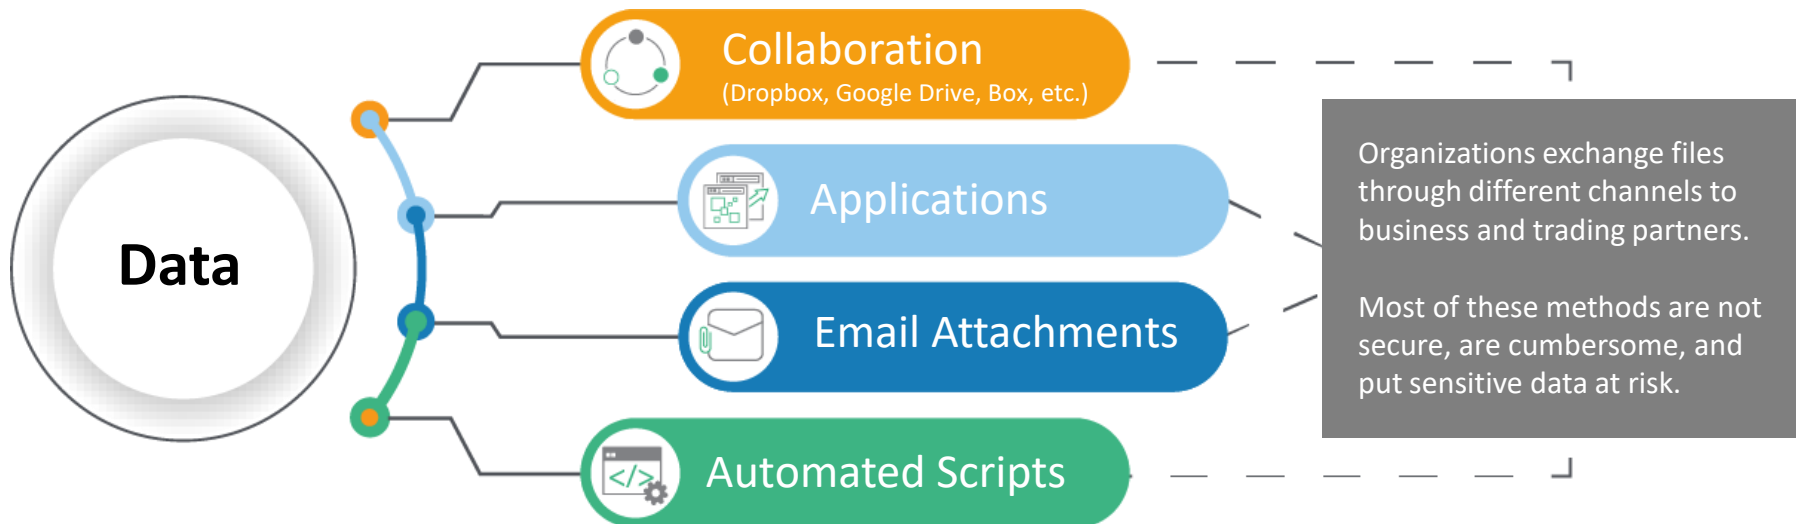 Data
Collaboration
(Dropbox, Google Drive, Box, etc.)
Applications
Email Attachments
</>
Automated Scripts
Organizations exchange files
through different channels to
business and trading partners.
Most of these methods are not
secure, are cumbersome, and
put sensitive data at risk.